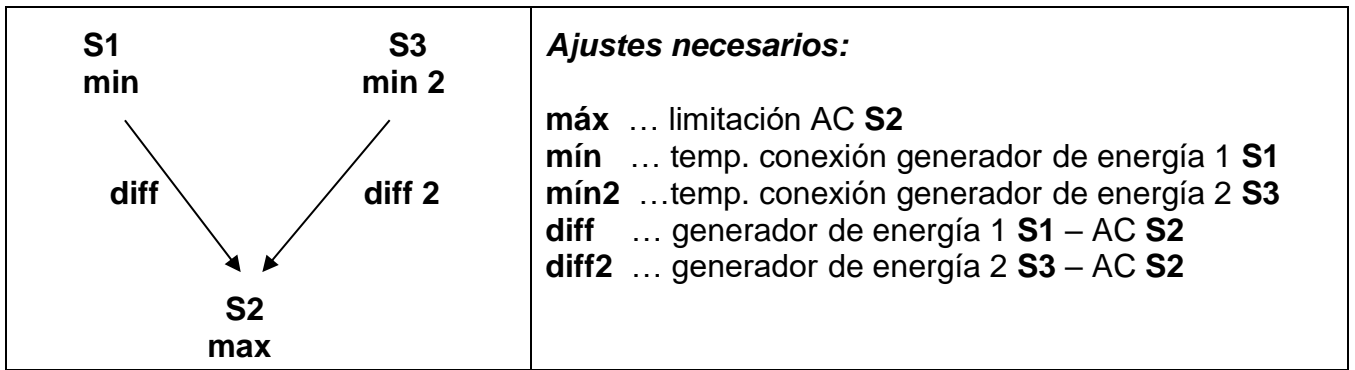 S1 S3
min min 2
diff diff 2
S2
max
Ajustes necesarios:
máx … limitación AC S2
mín … temp. conexión generador de energía 1 S1
mín2 …temp. conexión generador de energía 2 S3
diff … generador de energía 1 S1 – AC S2
diff2 … generador de energía 2 S3 – AC S2